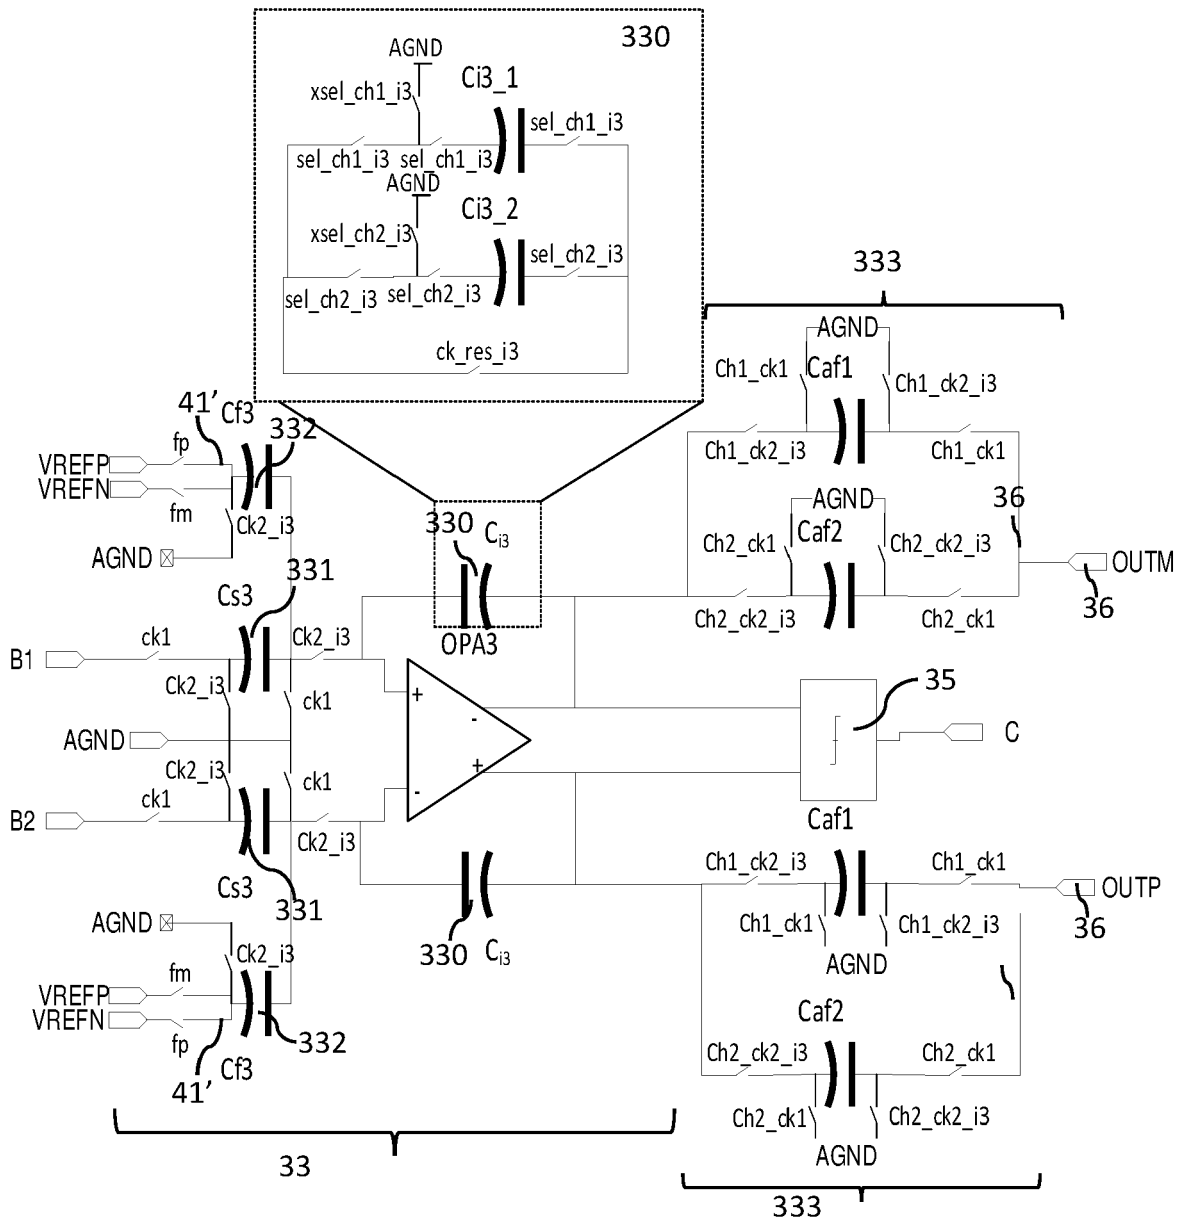 330
AGND
Ci3_1
xsel_ch1_i3
sel_ch1_i3
sel_ch1_i3 sel_ch1_i3
AGND
Ci3_2
xsel_ch2_i3
sel_ch2_i3
sel_ch2_i3 sel_ch2_i3
ck_res_i3
333
AGND
Ch1_ck1 Caf1 Ch1_ck2_i3
Ch1_ck2_i3 Ch1_ck1
AGND
36
Ch2_ck1 Caf2 Ch2_ck2_i3
Ch2_ck2_i3 Ch2_ck1
OUTM
36
41' Cf3 332
fp
VREFP
VREFN
fm Ck2_i3
AGND
330 Ci3
331
Cs3
OPA3
B1 ck1 Ck2_i3
Ck2_i3 ck1
+
-
35
AGND
C
+
-
Ck2_i3 ck1
B2 ck1 Ck2_i3
Cs3 331
330 Ci3
Caf1
Ch1_ck2_i3 Ch1_ck1
OUTP
36
Ch1_ck1 Ch1_ck2_i3
AGND
AGND
Ck2_i3
fm
VREFP
VREFN
fp 332
Cf3
41'
Caf2
Ch2_ck2_i3 Ch2_ck1
Ch2_ck1 Ch2_ck2_i3
AGND
33
333